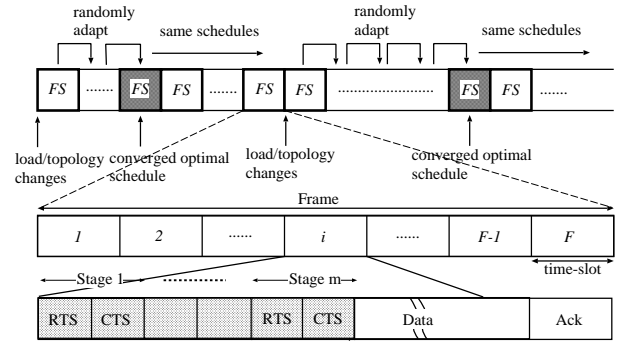 randomly
adapt
same schedules
randomly
adapt
same schedules
FS ....... FS FS ....... FS FS ..................... FS FS .......
load/topology
changes
converged optimal
schedule
load/topology
changes
converged optimal
schedule
Frame
1 2 ...... i ...... F-1 F
time-slot
Stage 1 .......... Stage m
RTS CTS RTS CTS Data Ack